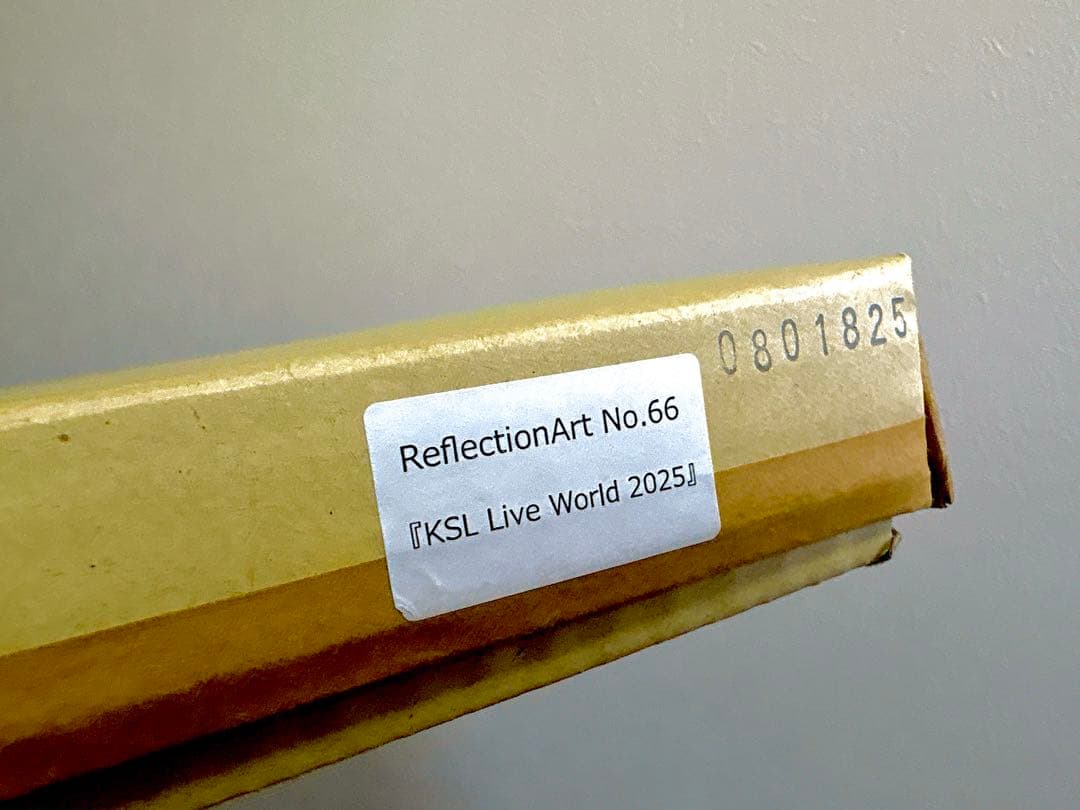 0801825
ReflectionArt No.66
『KSL Live World 2025』